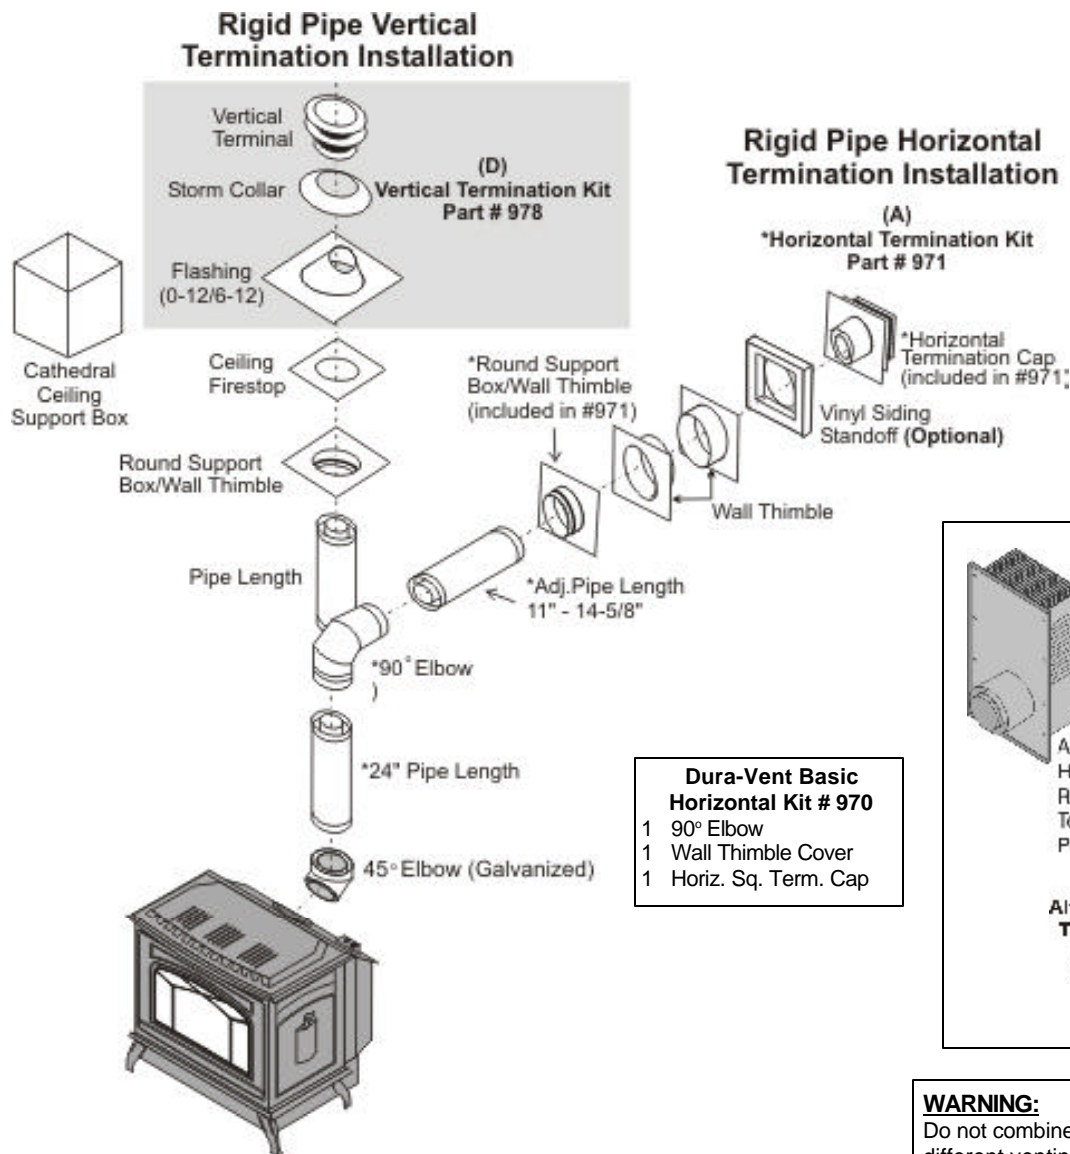 Rigid Pipe Vertical
Termination Installation
Vertical
Terminal
Storm Collar
(D)
Vertical Termination Kit
Part # 978
Flashing
(0-12/6-12)
Cathedral
Ceiling
Support Box
Ceiling
Firestop
Round Support
Box/Wall Thimble
Pipe Length
Rigid Pipe Horizontal
Termination Installation
(A)
*Horizontal Termination Kit
Part # 971
*Horizontal
Termination Cap
(included in #971)
*Round Support
Box/Wall Thimble
(included in #971)
Vinyl Siding
Standoff (Optional)
Wall Thimble
*Adj.Pipe Length
11" - 14-5/8"
*90° Elbow
)
*24" Pipe Length
45° Elbow (Galvanized)
Dura-Vent Basic
Horizontal Kit # 970
1 90° Elbow
1 Wall Thimble Cover
1 Horiz. Sq. Term. Cap
WARNING:
Do not combine